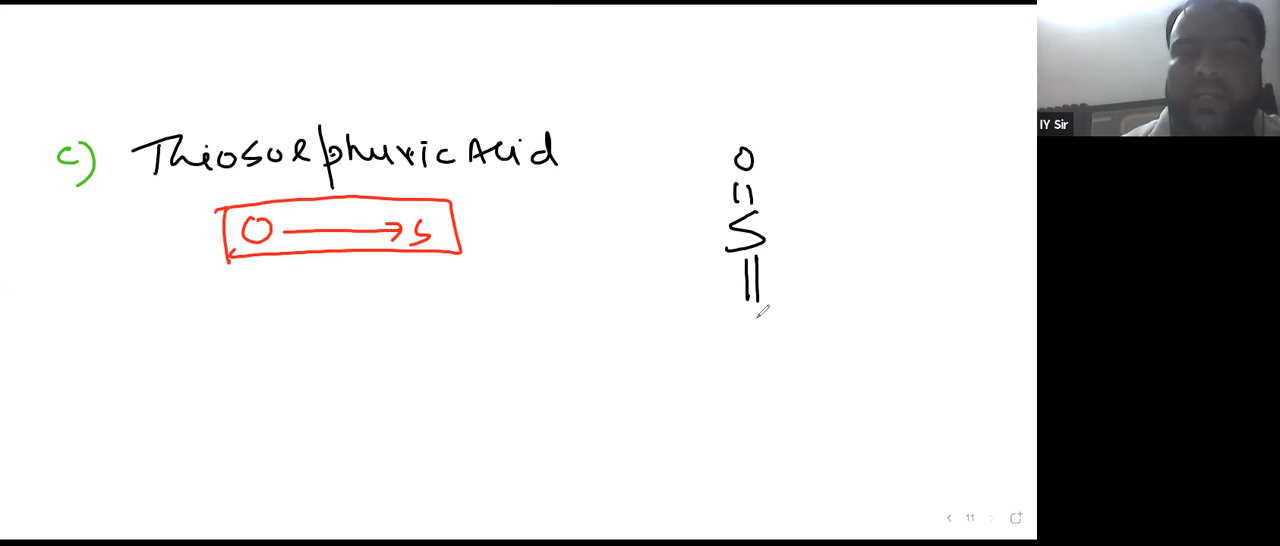 c) Thiosulphuric Acid
O → S
O
||
S
||
IY Sir
11